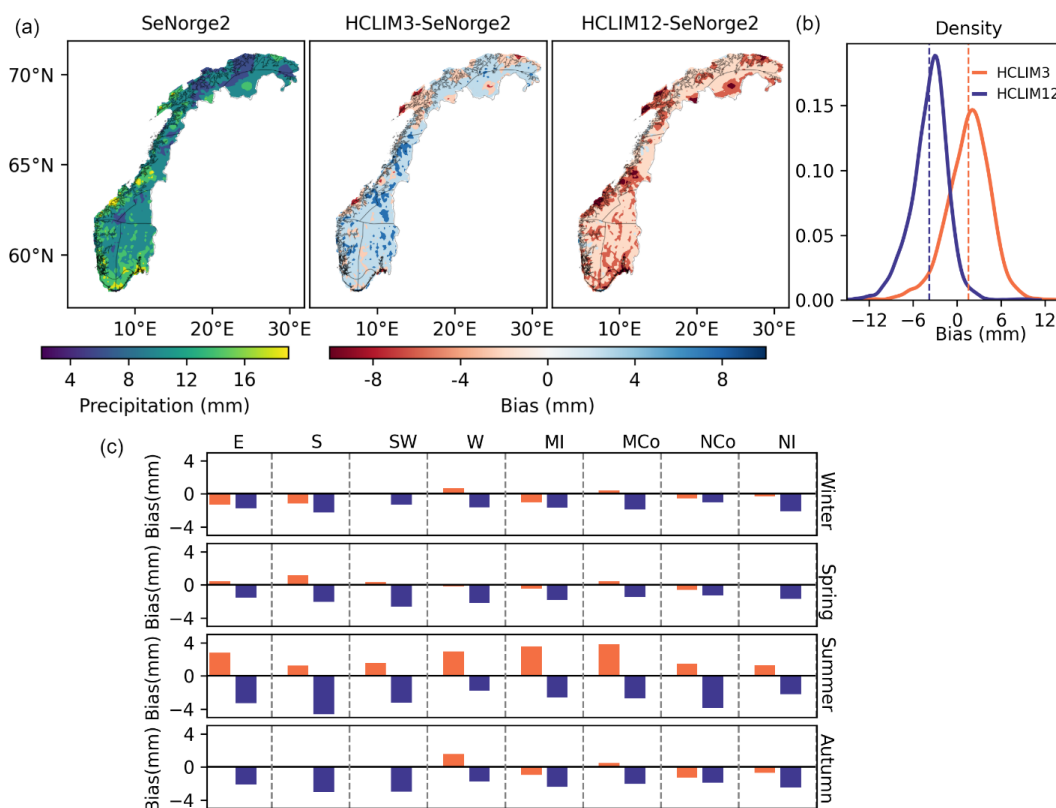 (a)
SeNorge2
HCLIM3-SeNorge2
HCLIM12-SeNorge2
70°N
65°N
60°N
10°E
20°E
30°E
10°E
20°E
30°E
10°E
20°E
30°E
4
8
12
16
Precipitation (mm)
-8
-4
0
4
8
Bias (mm)
(b)
Density
HCLIM3
HCLIM12
0.15
0.10
0.05
0.00
−12
−6
0
6
12
Bias (mm)
(c)
E
S
SW
W
MI
MCo
NCo
NI
4
0
−4
Bias(mm)
Winter
4
0
−4
Bias(mm)
Spring
4
0
−4
Bias(mm)
Summer
4
0
−4
Bias(mm)
Autumn